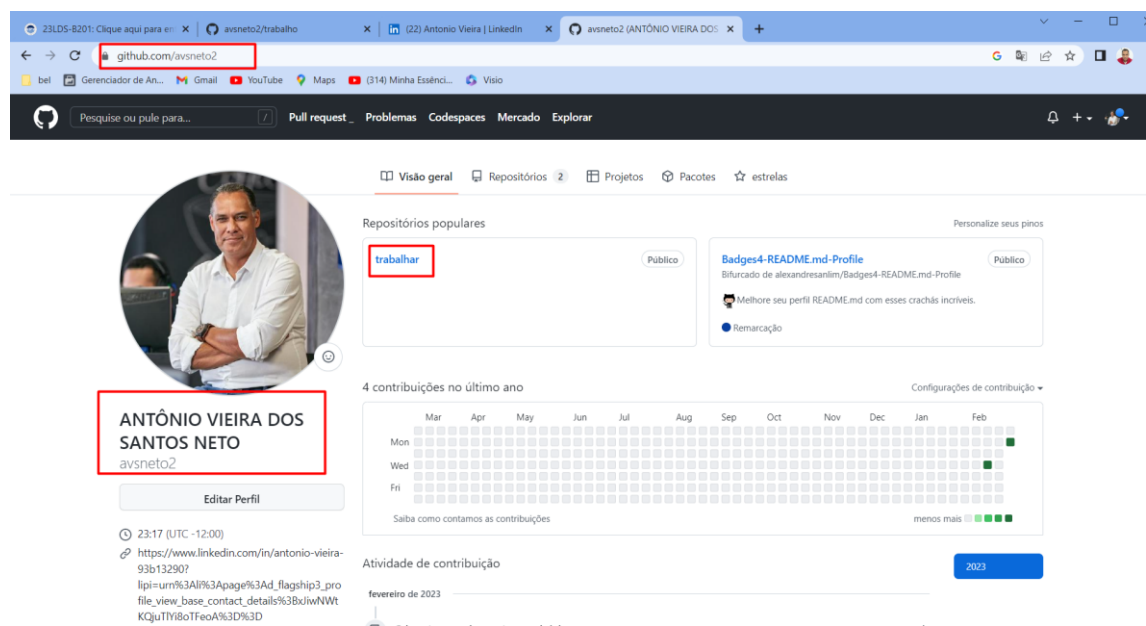 23LDS-8201: Clique aqui para en
avsneto2/trabalho
(22) Antonio Vieira | LinkedIn
avsneto2 (ANTÔNIO VIEIRA DOS
github.com/avsneto2
bel
Gerenciador de An...
Gmail
YouTube
Maps
(314) Minha Essênci...
Visio
Pesquise ou pule para...
/
Pull request _
Problemas
Codespaces
Mercado
Explorar
Visão geral
Repositórios 2
Projetos
Pacotes
estrelas
Repositórios populares
Personalize seus pinos
trabalhar
Público
Badges4-README.md-Profile
Público
Bifurcado de alexandresanlim/Badges4-README.md-Profile
Melhore seu perfil README.md com esses crachás incríveis.
Remarcação
4 contribuições no último ano
Configurações de contribuição
Mar Apr May Jun Jul Aug Sep Oct Nov Dec Jan Feb
Mon
Wed
Fri
Saiba como contamos as contribuições
menos mais
ANTÔNIO VIEIRA DOS
SANTOS NETO
avsneto2
Editar Perfil
23:17 (UTC -12:00)
https://www.linkedin.com/in/antonio-vieira-
93b13290?
lipi=urn%3Ali%3Apage%3Ad_flagship3_pro
file_view_base_contact_details%3BxJiwNWt
KQjuTlYi8oTFeoA%3D%3D
Atividade de contribuição
2023
fevereiro de 2023